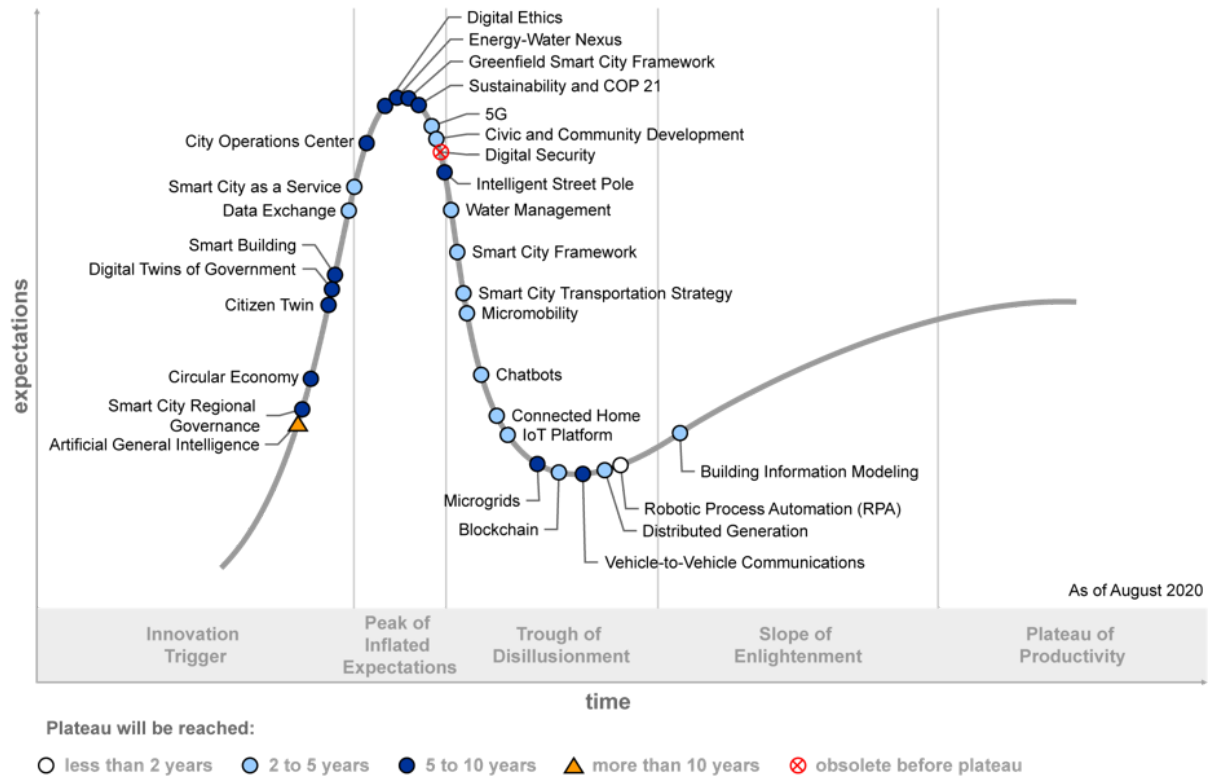 Digital Ethics
Energy-Water Nexus
Greenfield Smart City Framework
Sustainability and COP 21
5G
Civic and Community Development
Digital Security
Intelligent Street Pole
City Operations Center
Smart City as a Service
Data Exchange
Water Management
Smart Building
Digital Twins of Government
Citizen Twin
Smart City Framework
Smart City Transportation Strategy
Micromobility
Circular Economy
Smart City Regional
Governance
Artificial General Intelligence
Chatbots
Connected Home
IoT Platform
Microgrids
Blockchain
Building Information Modeling
Robotic Process Automation (RPA)
Distributed Generation
Vehicle-to-Vehicle Communications
expectations
As of August 2020
Innovation
Trigger
Peak of
Inflated
Expectations
Trough of
Disillusionment
Slope of
Enlightenment
Plateau of
Productivity
time
Plateau will be reached:
less than 2 years
2 to 5 years
5 to 10 years
more than 10 years
obsolete before plateau